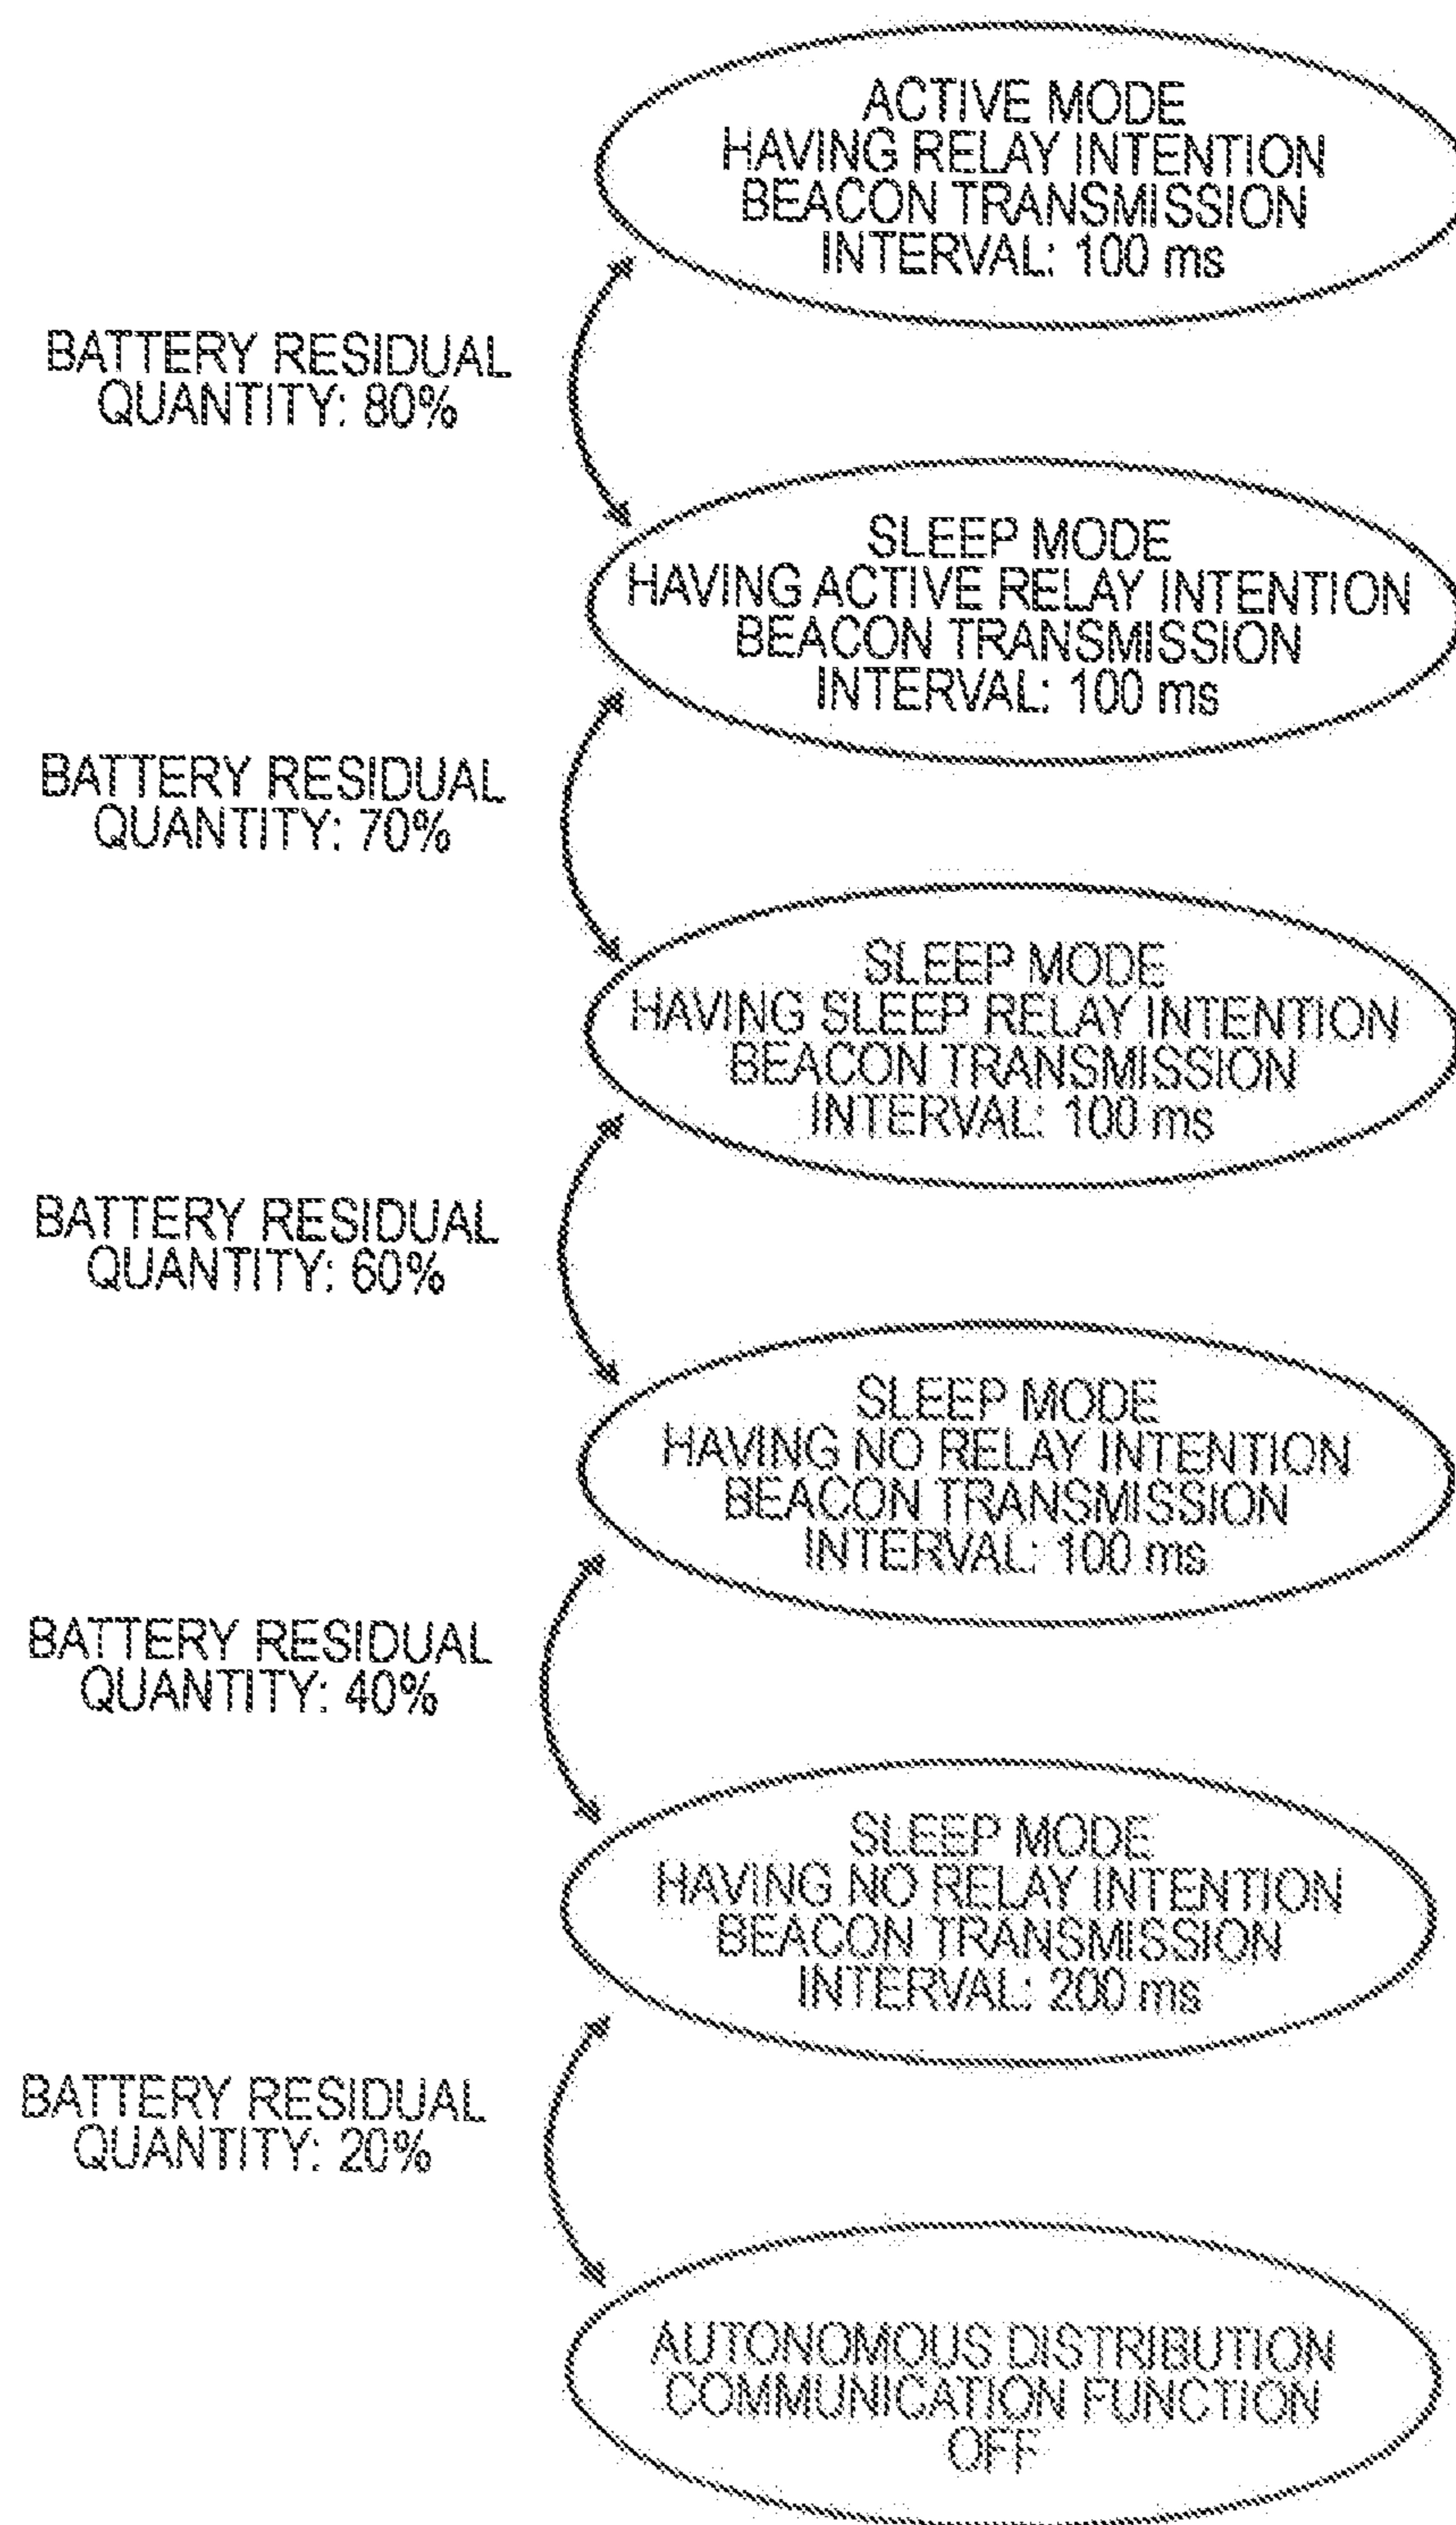 ACTIVE MODE
HAVING RELAY INTENTION
BEACON TRANSMISSION
INTERVAL: 100 ms
BATTERY RESIDUAL
QUANTITY: 80%
SLEEP MODE
HAVING ACTIVE RELAY INTENTION
BEACON TRANSMISSION
INTERVAL: 100 ms
BATTERY RESIDUAL
QUANTITY: 70%
SLEEP MODE
HAVING SLEEP RELAY INTENTION
BEACON TRANSMISSION
INTERVAL: 100 ms
BATTERY RESIDUAL
QUANTITY: 60%
SLEEP MODE
HAVING NO RELAY INTENTION
BEACON TRANSMISSION
INTERVAL: 100 ms
BATTERY RESIDUAL
QUANTITY: 40%
SLEEP MODE
HAVING NO RELAY INTENTION
BEACON TRANSMISSION
INTERVAL: 200 ms
BATTERY RESIDUAL
QUANTITY: 20%
AUTONOMOUS DISTRIBUTION
COMMUNICATION FUNCTION
OFF